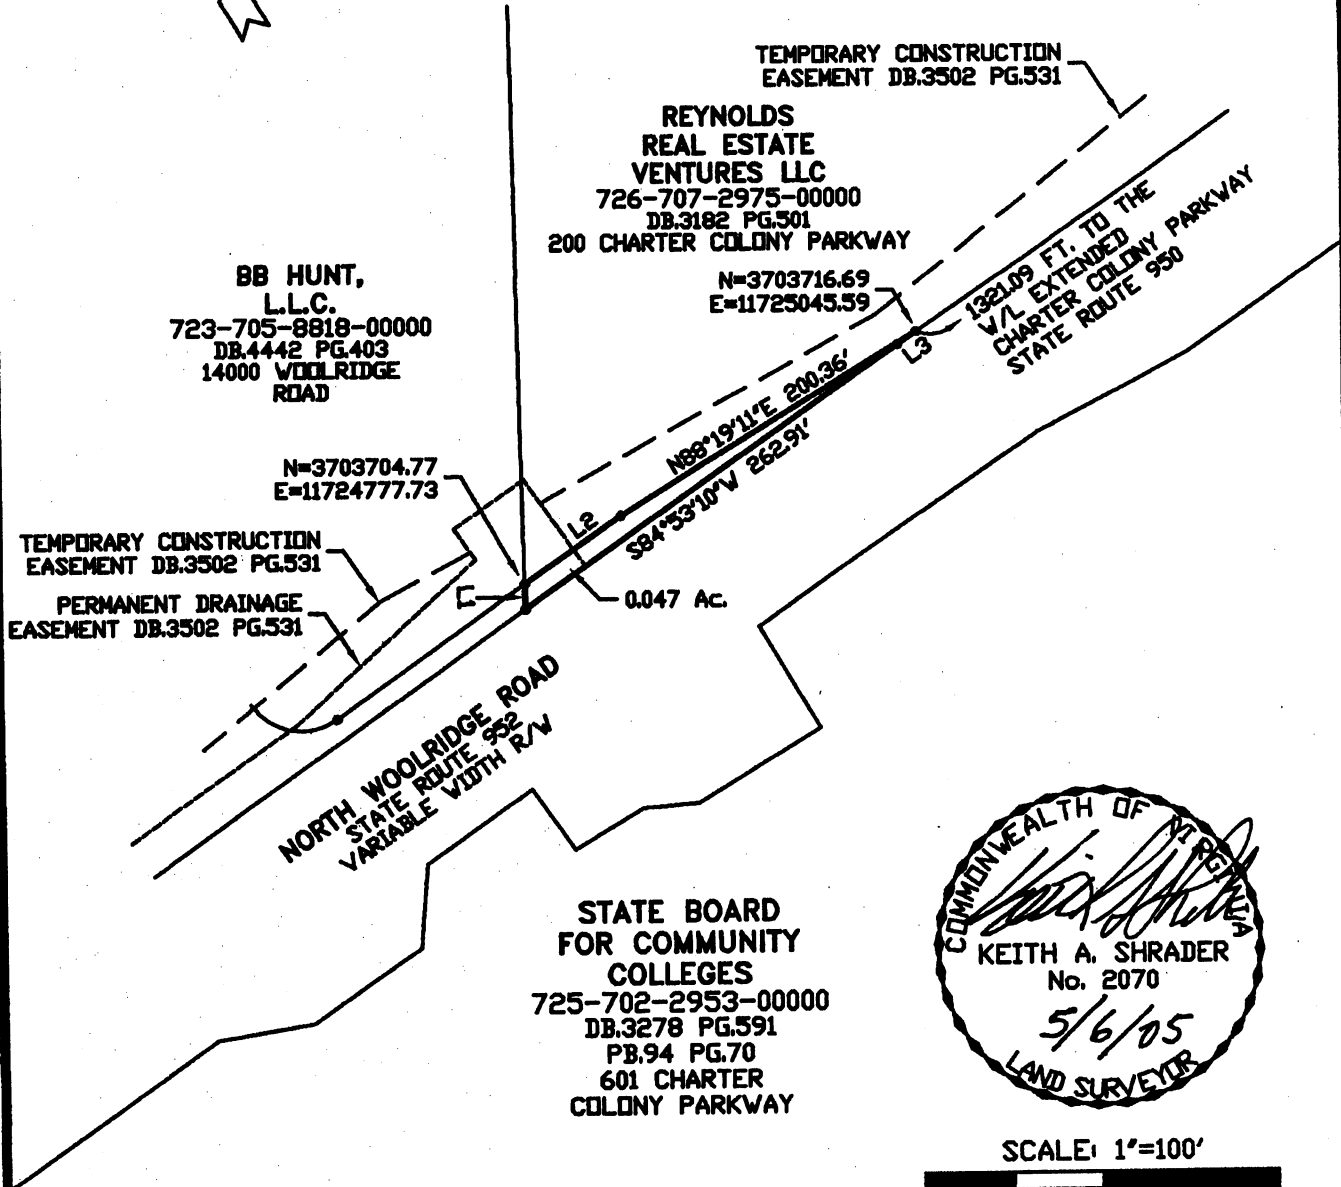 TEMPORARY CONSTRUCTION
EASEMENT DB.3502 PG.531
REYNOLDS
REAL ESTATE
VENTURES LLC
726-707-2975-00000
DB.3182 PG.501
200 CHARTER COLONY PARKWAY
N=3703716.69
E=11725045.59
1321.09 FT. TO THE
W/L EXTENDED
CHARTER COLONY PARKWAY
STATE ROUTE 950
BB HUNT,
L.L.C.
723-705-8818-00000
DB.4442 PG.403
14000 WOOLRIDGE
ROAD
L3
N88°19'11"E 200.36'
S84°53'10"W 262.91'
N=3703704.77
E=11724777.73
L2
TEMPORARY CONSTRUCTION
EASEMENT DB.3502 PG.531
PERMANENT DRAINAGE
EASEMENT DB.3502 PG.531
0.047 Ac.
NORTH WOOLRIDGE ROAD
STATE ROUTE 952
VARIABLE WIDTH R/W
STATE BOARD
FOR COMMUNITY
COLLEGES
725-702-2953-00000
DB.3278 PG.591
PB.94 PG.70
601 CHARTER
COLONY PARKWAY
COMMONWEALTH OF VIRGINIA
KEITH A. SHRADER
No. 2070
5/6/05
LAND SURVEYOR
SCALE: 1"=100'